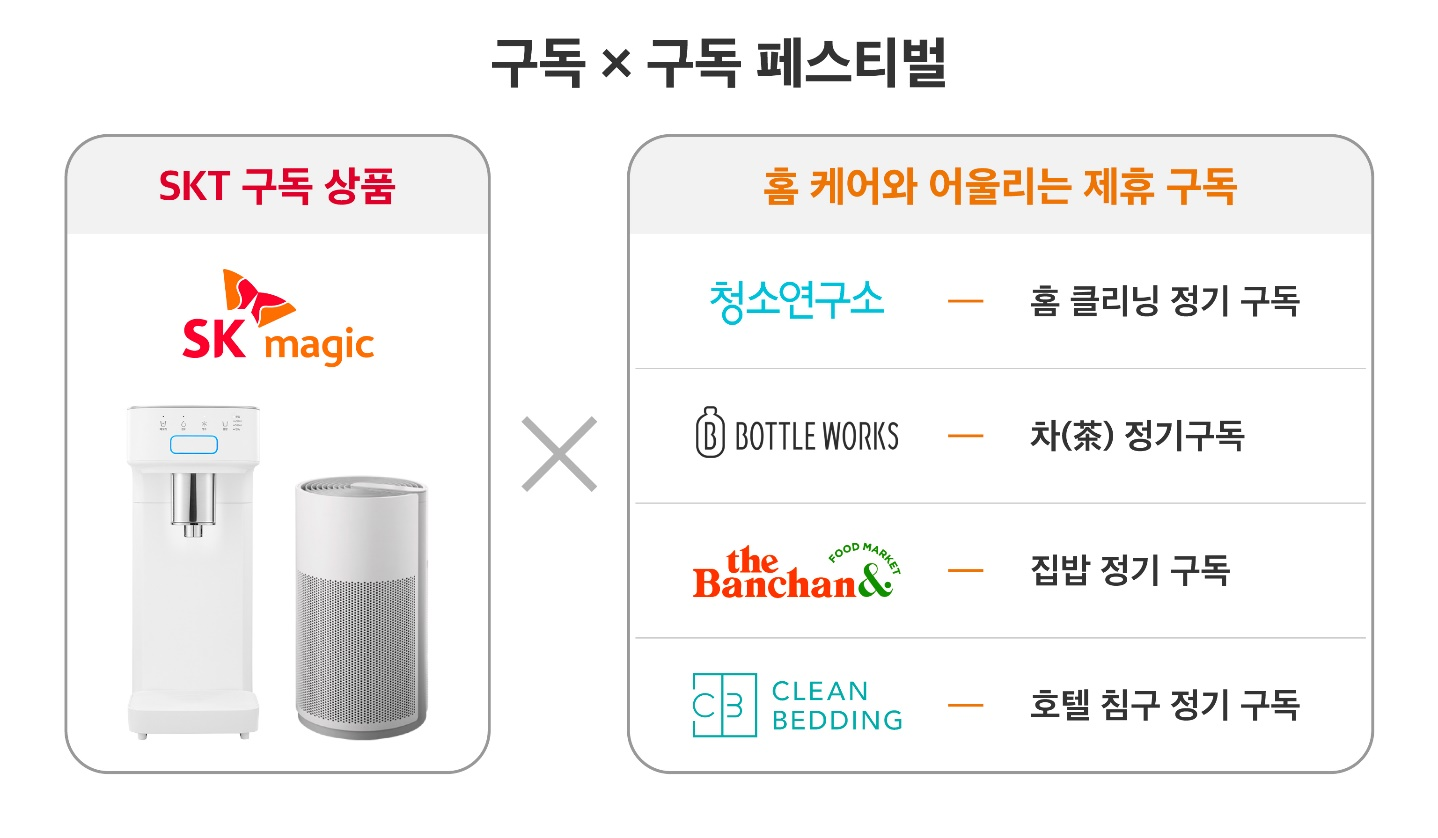 구독 × 구독 페스티벌
SKT 구독 상품
SK magic
홈 케어와 어울리는 제휴 구독
청소연구소 — 홈 클리닝 정기 구독
B BOTTLE WORKS — 차(茶) 정기구독
the
Banchan& FOOD MARKET — 집밥 정기 구독
CB CLEAN
BEDDING — 호텔 침구 정기 구독